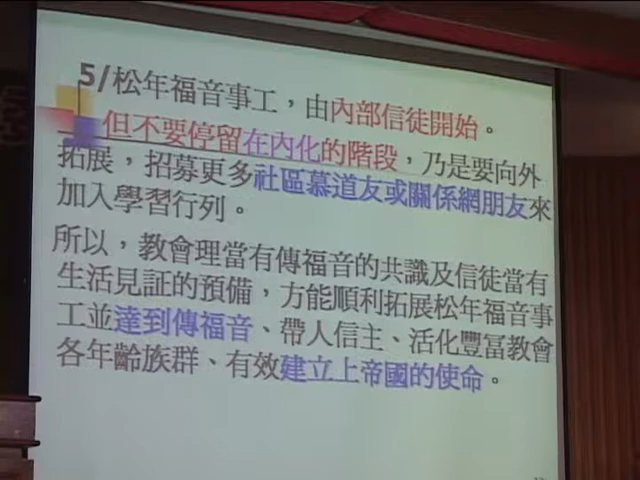 5/松年福音事工，由內部信徒開始。
但不要停留在內化的階段，乃是要向外
拓展，招募更多社區慕道友或關係網朋友來
加入學習行列。
所以，教會理當有傳福音的共識及信徒當有
生活見証的預備，方能順利拓展松年福音事
工並達到傳福音、帶人信主、活化豐富教會
各年齡族群、有效建立上帝國的使命。